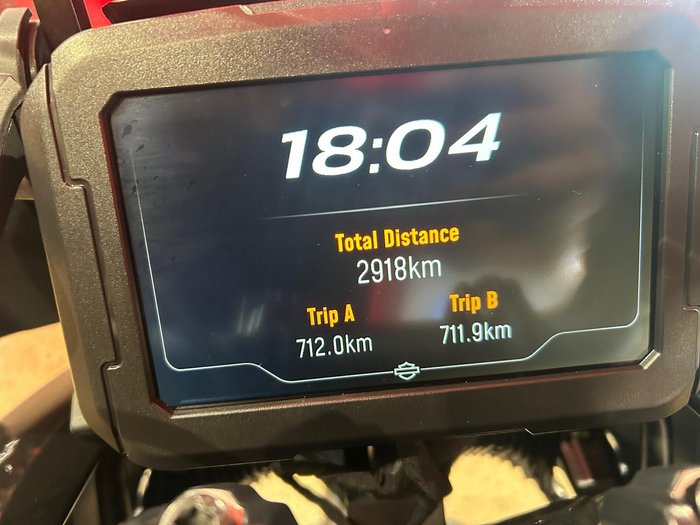 18:04
Total Distance
2918km
Trip A
712.0km
Trip B
711.9km